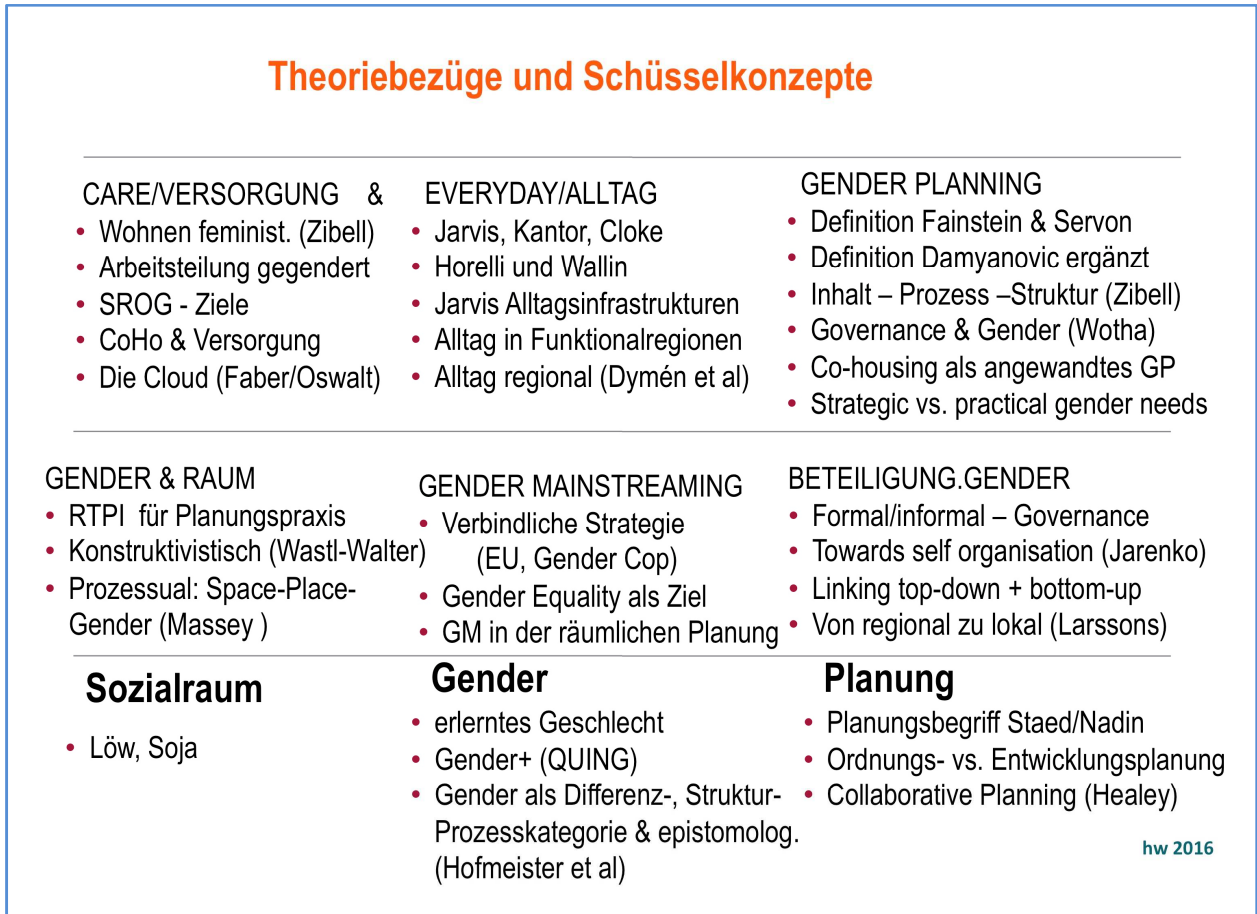 Theoriebezüge und Schüsselkonzepte
CARE/VERSORGUNG &
• Wohnen feminist. (Zibell)
• Arbeitsteilung gegendert
• SROG - Ziele
• CoHo & Versorgung
• Die Cloud (Faber/Oswalt)
EVERYDAY/ALLTAG
• Jarvis, Kantor, Cloke
• Horelli und Wallin
• Jarvis Alltagsinfrastrukturen
• Alltag in Funktionalregionen
• Alltag regional (Dymén et al)
GENDER PLANNING
• Definition Fainstein & Servon
• Definition Damyanovic ergänzt
• Inhalt – Prozess –Struktur (Zibell)
• Governance & Gender (Wotha)
• Co-housing als angewandtes GP
• Strategic vs. practical gender needs
GENDER & RAUM
• RTPI für Planungspraxis
• Konstruktivistisch (Wastl-Walter)
• Prozessual: Space-Place-
Gender (Massey )
GENDER MAINSTREAMING
• Verbindliche Strategie
(EU, Gender Cop)
• Gender Equality als Ziel
• GM in der räumlichen Planung
BETEILIGUNG.GENDER
• Formal/informal – Governance
• Towards self organisation (Jarenko)
• Linking top-down + bottom-up
• Von regional zu lokal (Larssons)
Sozialraum
• Löw, Soja
Gender
• erlerntes Geschlecht
• Gender+ (QUING)
• Gender als Differenz-, Struktur-
Prozesskategorie & epistomolog.
(Hofmeister et al)
Planung
• Planungsbegriff Staed/Nadin
• Ordnungs- vs. Entwicklungsplanung
• Collaborative Planning (Healey)
hw 2016